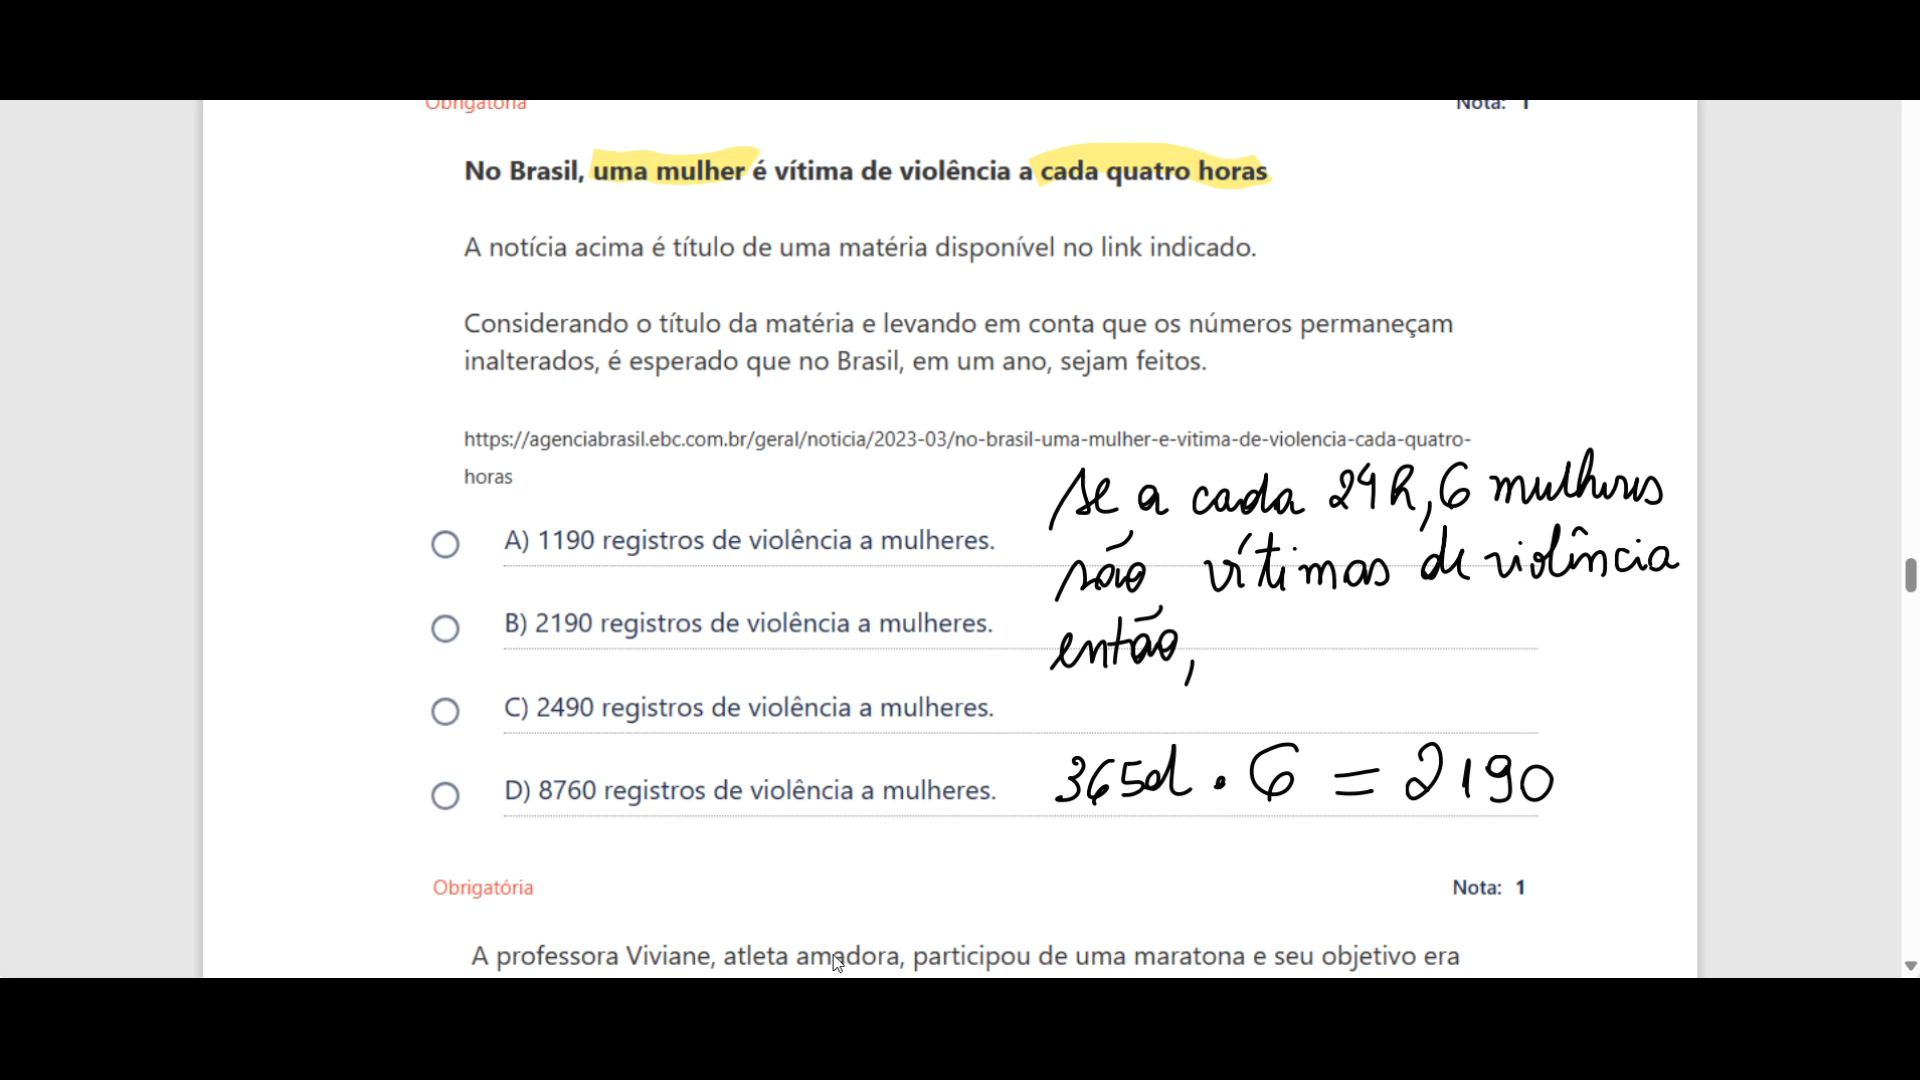 Obrigatória
Nota: 1
No Brasil, uma mulher é vítima de violência a cada quatro horas
A notícia acima é título de uma matéria disponível no link indicado.
Considerando o título da matéria e levando em conta que os números permaneçam
inalterados, é esperado que no Brasil, em um ano, sejam feitos.
https://agenciabrasil.ebc.com.br/geral/noticia/2023-03/no-brasil-uma-mulher-e-vitima-de-violencia-cada-quatro-
horas
se a cada 24h, 6 mulheres
A) 1190 registros de violência a mulheres.
são vítimas de violência
B) 2190 registros de violência a mulheres.
então,
C) 2490 registros de violência a mulheres.
D) 8760 registros de violência a mulheres.
365d . 6 = 2190
Obrigatória
Nota: 1
A professora Viviane, atleta amadora, participou de uma maratona e seu objetivo era